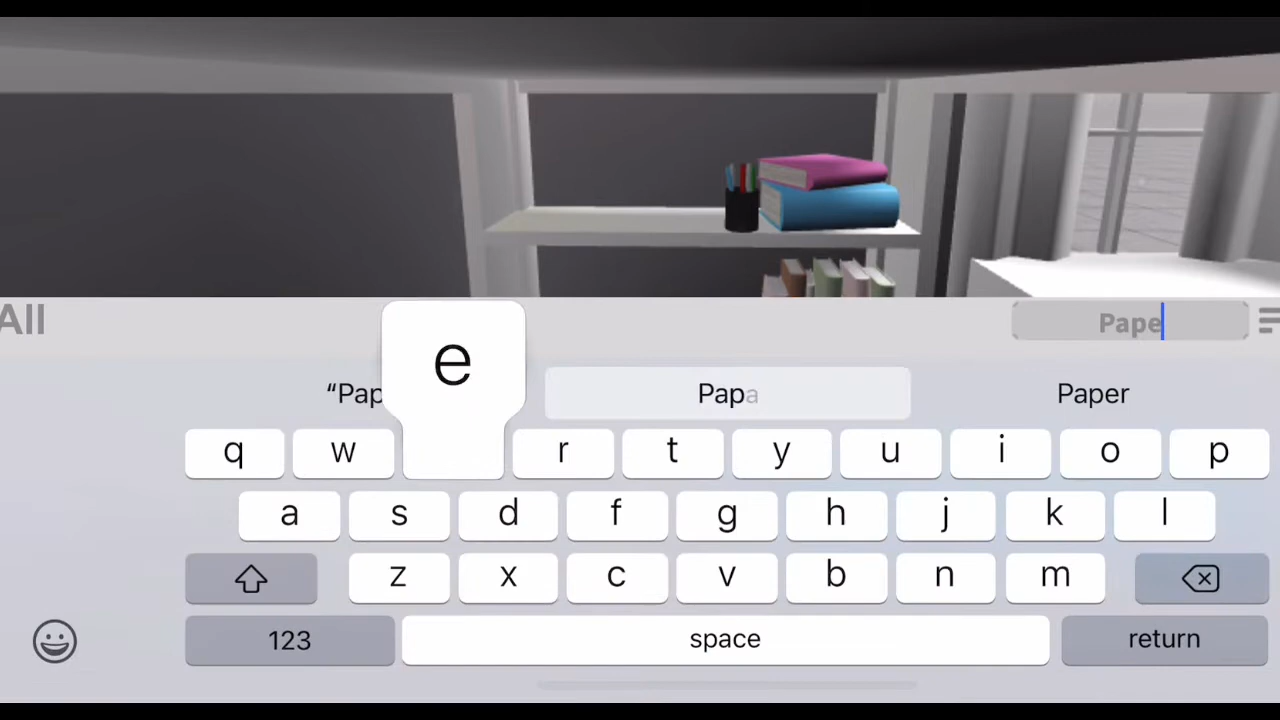 All
Pape
e
“Pap
Papa
Paper
q w r t y u i o p
a s d f g h j k l
z x c v b n m
123 space return